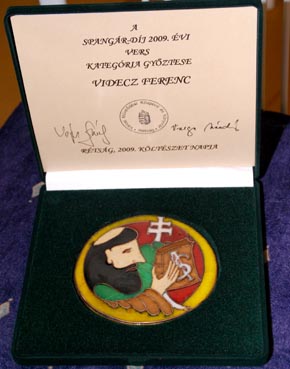 A
SPANGÁR-DÍJ 2009. ÉVI
VERS
KATEGÓRIA GYŐZTESE
VIDECZ FERENC
RÉTSÁG, 2009. KÖLTÉSZET NAPJA